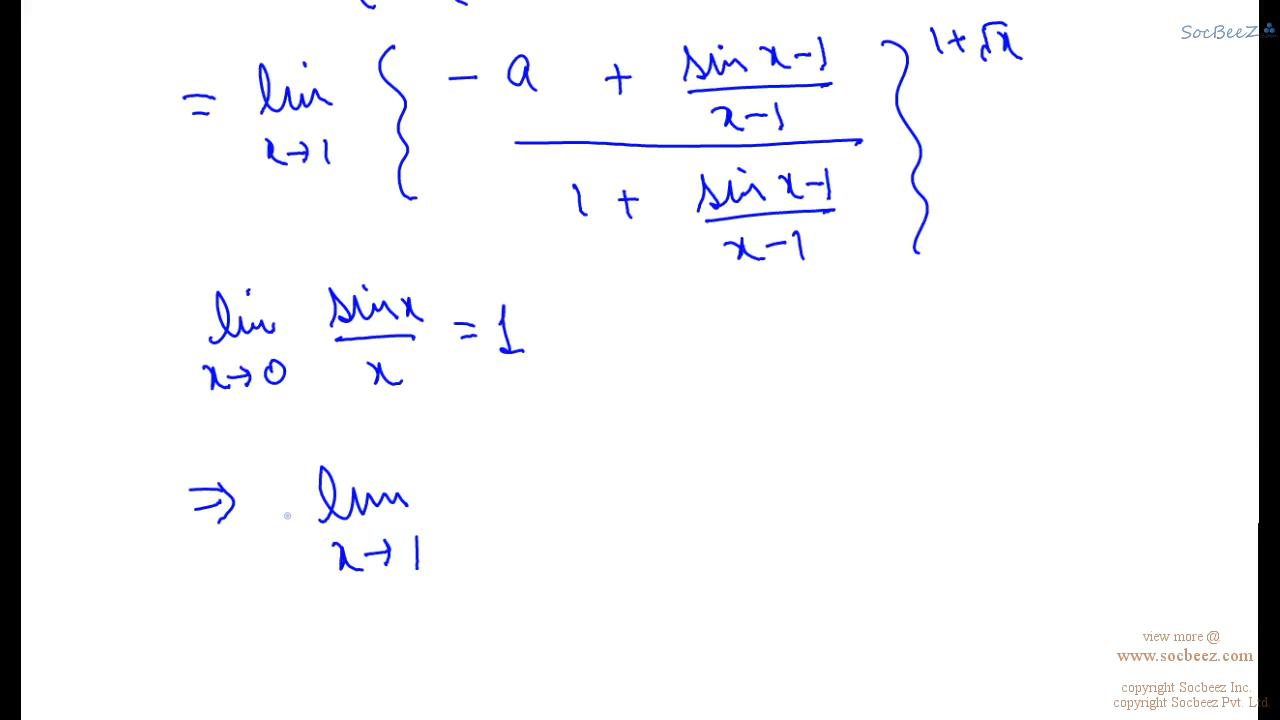 SocBeeZ
= lim x→1 { (- a + (sin x-1)/(x-1)) / (1 + (sin x-1)/(x-1)) }^(1+√x)
lim x→0 sinx/x = 1
⇒ lim x→1
view more @
www.socbeez.com
copyright Socbeez Inc.
copyright Socbeez Pvt. Ltd.